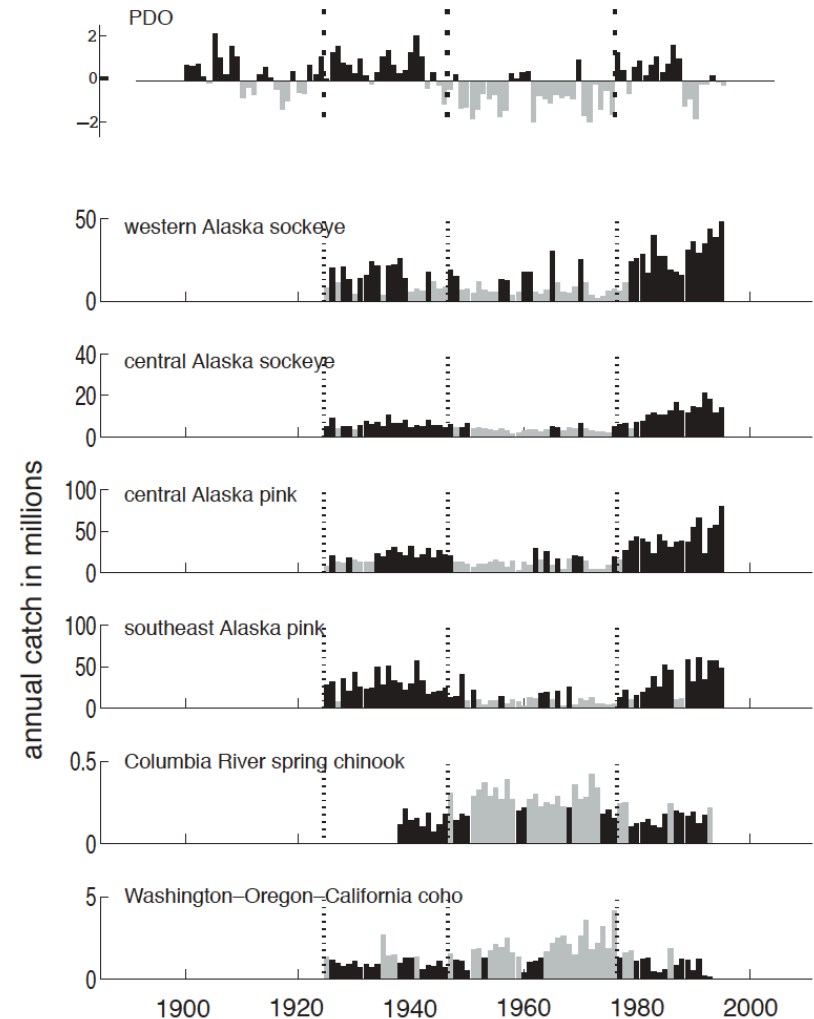 PDO
2
0
−2
western Alaska sockeye
50
0
central Alaska sockeye
40
20
0
central Alaska pink
100
50
0
southeast Alaska pink
100
50
0
Columbia River spring chinook
0.5
0
Washington–Oregon–California coho
5
0
annual catch in millions
1900 1920 1940 1960 1980 2000